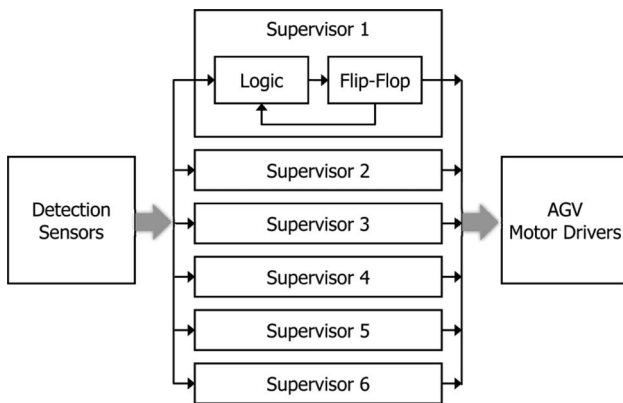 Supervisor 1
Logic
Flip-Flop
Detection
Sensors
Supervisor 2
Supervisor 3
Supervisor 4
Supervisor 5
Supervisor 6
AGV
Motor Drivers